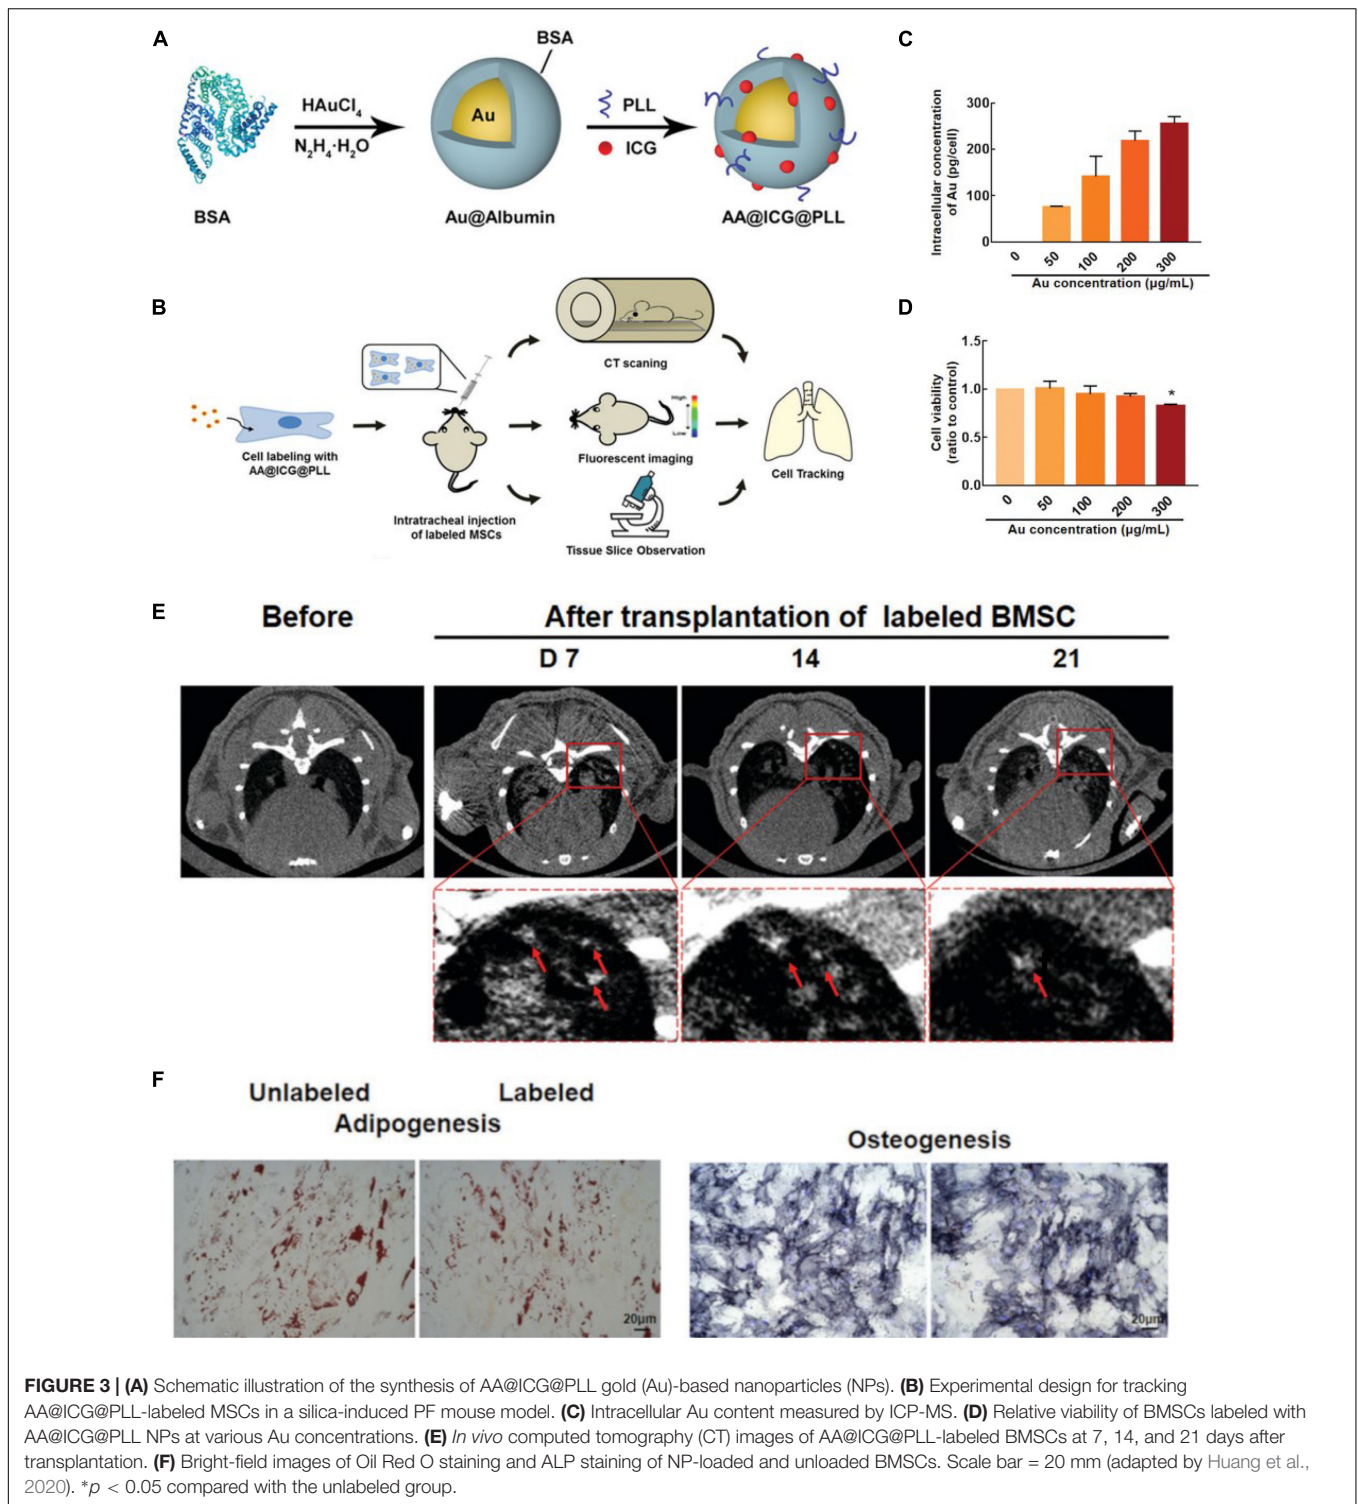 A
BSA
HAuCl4
N2H4·H2O
BSA
Au
Au@Albumin
PLL
ICG
AA@ICG@PLL
B
Cell labeling with
AA@ICG@PLL
Intratracheal injection
of labeled MSCs
CT scaning
High
Low
Fluorescent imaging
Tissue Slice Observation
Cell Tracking
C
Intracellular concentration
of Au (pg/cell)
300
200
100
0
0 50 100 200 300
Au concentration (µg/mL)
D
Cell viability
(ratio to control)
1.5
1.0
0.5
0.0
*
0 50 100 200 300
Au concentration (µg/mL)
E
Before
After transplantation of labeled BMSC
D 7 14 21
F
Unlabeled Labeled
Adipogenesis
Osteogenesis
20µm
20µm
FIGURE 3 | (A) Schematic illustration of the synthesis of AA@ICG@PLL gold (Au)-based nanoparticles (NPs). (B) Experimental design for tracking
AA@ICG@PLL-labeled MSCs in a silica-induced PF mouse model. (C) Intracellular Au content measured by ICP-MS. (D) Relative viability of BMSCs labeled with
AA@ICG@PLL NPs at various Au concentrations. (E) In vivo computed tomography (CT) images of AA@ICG@PLL-labeled BMSCs at 7, 14, and 21 days after
transplantation. (F) Bright-field images of Oil Red O staining and ALP staining of NP-loaded and unloaded BMSCs. Scale bar = 20 mm (adapted by Huang et al.,
2020). *p < 0.05 compared with the unlabeled group.